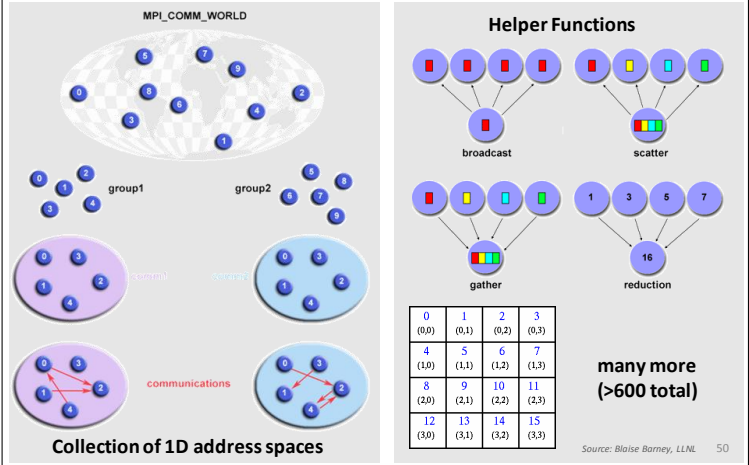 MPI_COMM_WORLD
5
7
9
0
8
6
2
4
3
1
group1
0
2
1
3
4
group2
5
8
6
7
9
0
3
1
2
4
0
3
1
2
4
communications
0
3
1
2
4
0
3
1
2
4
Collection of 1D address spaces
Helper Functions
broadcast
scatter
gather
1 3 5 7
16
reduction
0 1 2 3
(0,0) (0,1) (0,2) (0,3)
4 5 6 7
(1,0) (1,1) (1,2) (1,3)
8 9 10 11
(2,0) (2,1) (2,2) (2,3)
12 13 14 15
(3,0) (3,1) (3,2) (3,3)
many more
(>600 total)
Source: Blaise Barney, LLNL 50